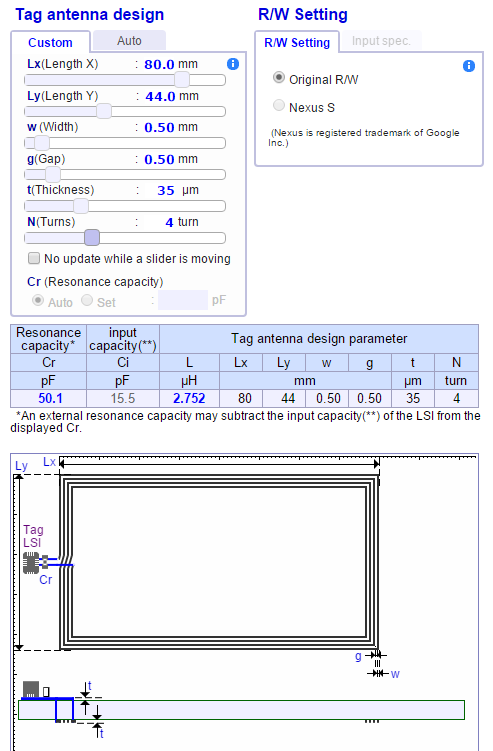 Tag antenna design
R/W Setting
Custom
Auto
Lx(Length X) : 80.0 mm
Ly(Length Y) : 44.0 mm
w (Width) : 0.50 mm
g(Gap) : 0.50 mm
t(Thickness) : 35 µm
N(Turns) : 4 turn
No update while a slider is moving
Cr (Resonance capacity)
Auto Set : pF
R/W Setting
Input spec.
Original R/W
Nexus S
(Nexus is registered trademark of Google
Inc.)
Resonance capacity* input capacity(**) Tag antenna design parameter
Cr Ci L Lx Ly w g t N
pF pF µH mm µm turn
50.1 15.5 2.752 80 44 0.50 0.50 35 4
*An external resonance capacity may subtract the input capacity(**) of the LSI from the
displayed Cr.
Ly Lx
Tag
LSI
Cr
g
w
t
t